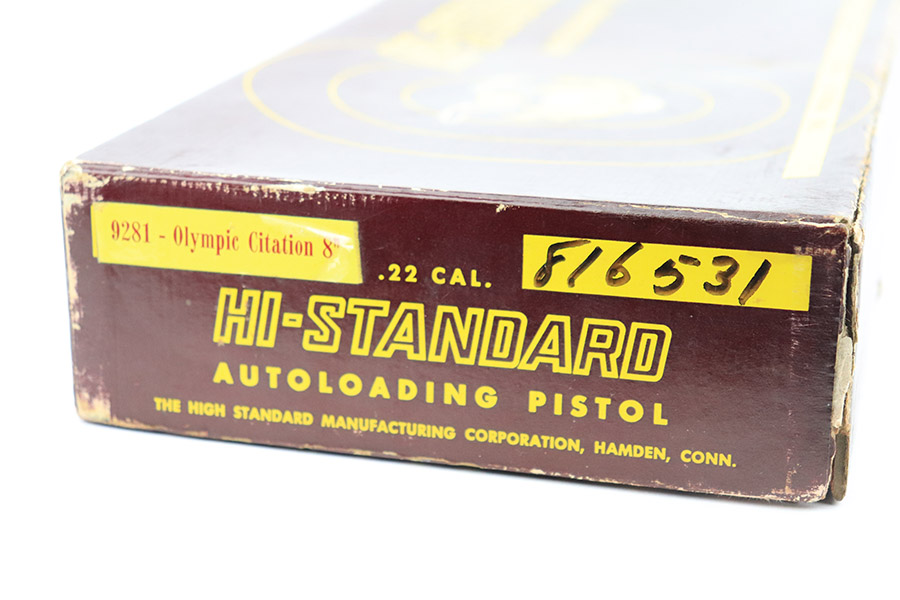 9281 - Olympic Citation 8"
.22 CAL.
816531
HI-STANDARD
AUTOLOADING PISTOL
THE HIGH STANDARD MANUFACTURING CORPORATION, HAMDEN, CONN.